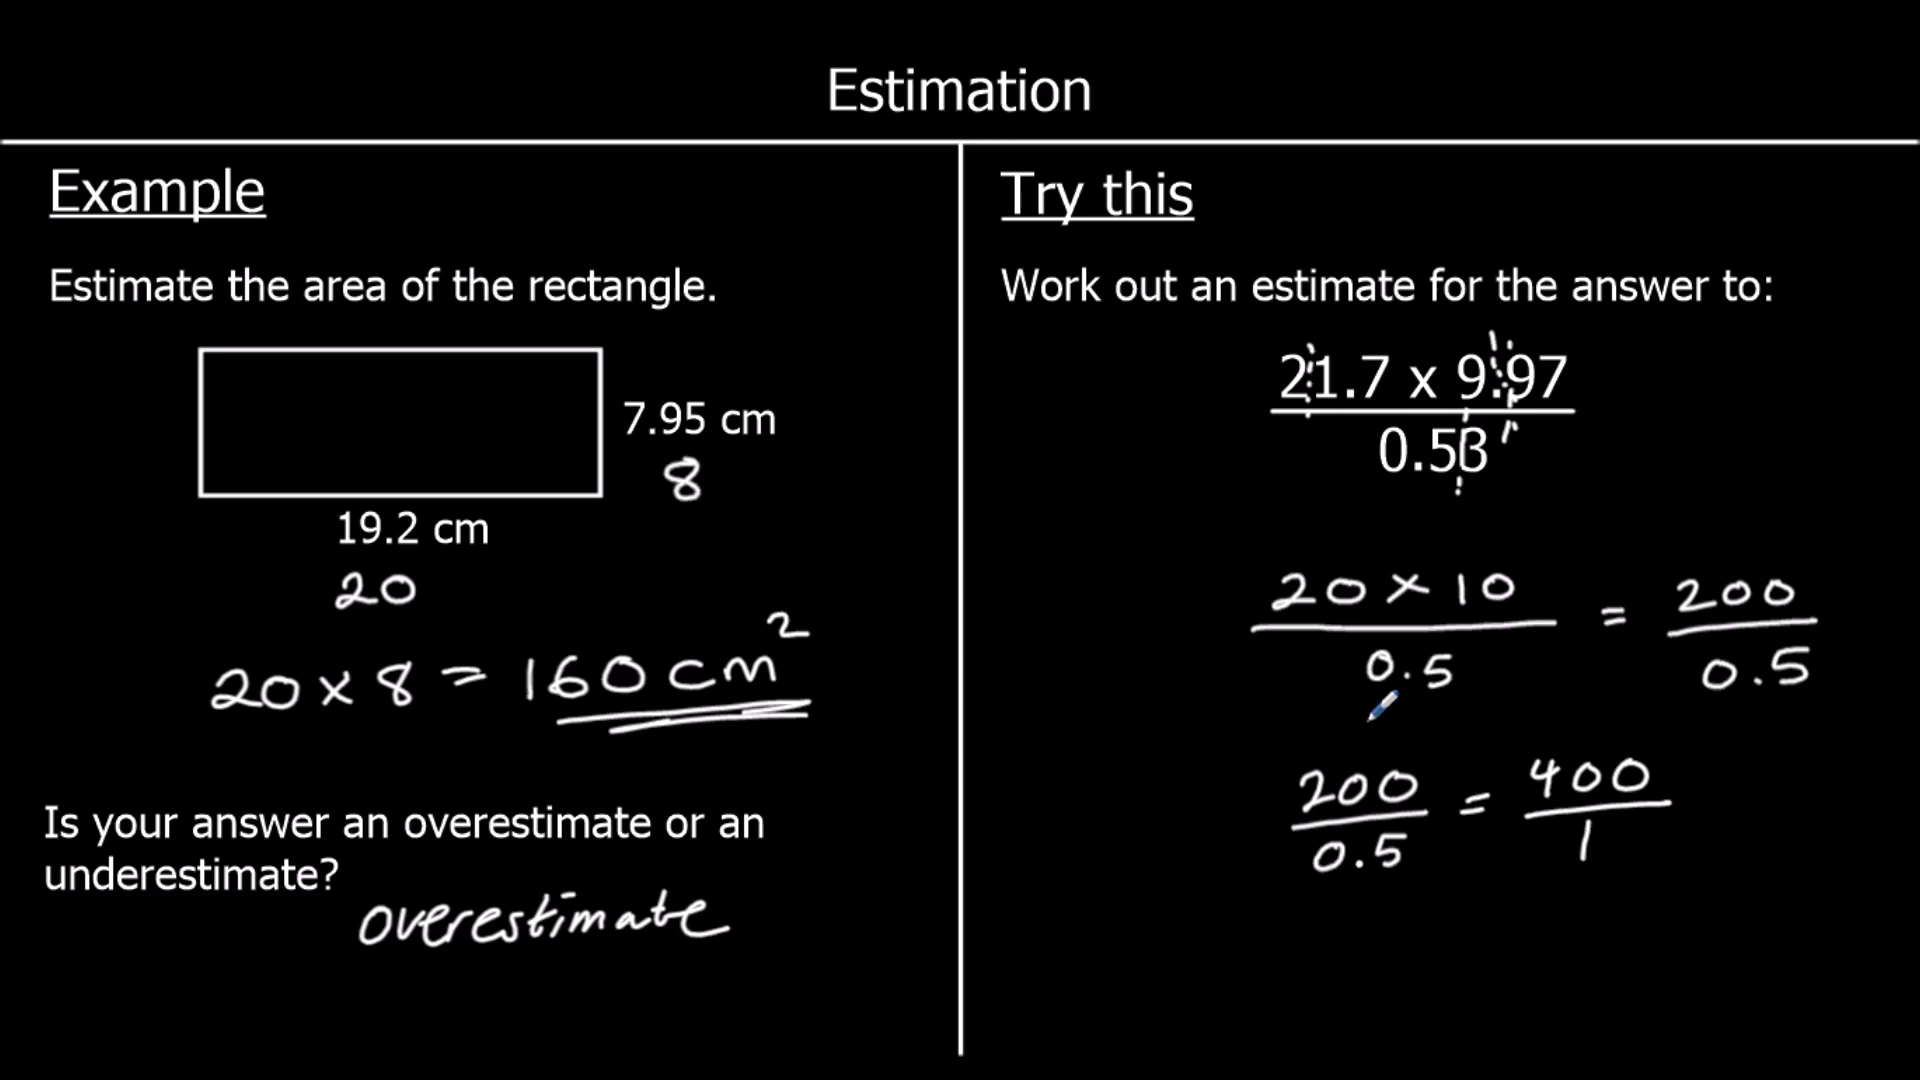 Estimation
Example
Estimate the area of the rectangle.
7.95 cm
8
19.2 cm
20
20 x 8 = 160 cm²
Is your answer an overestimate or an
underestimate?
overestimate
Try this
Work out an estimate for the answer to:
21.7 x 9.97
0.53
20 x 10 = 200
0.5 0.5
200 = 400
0.5 1